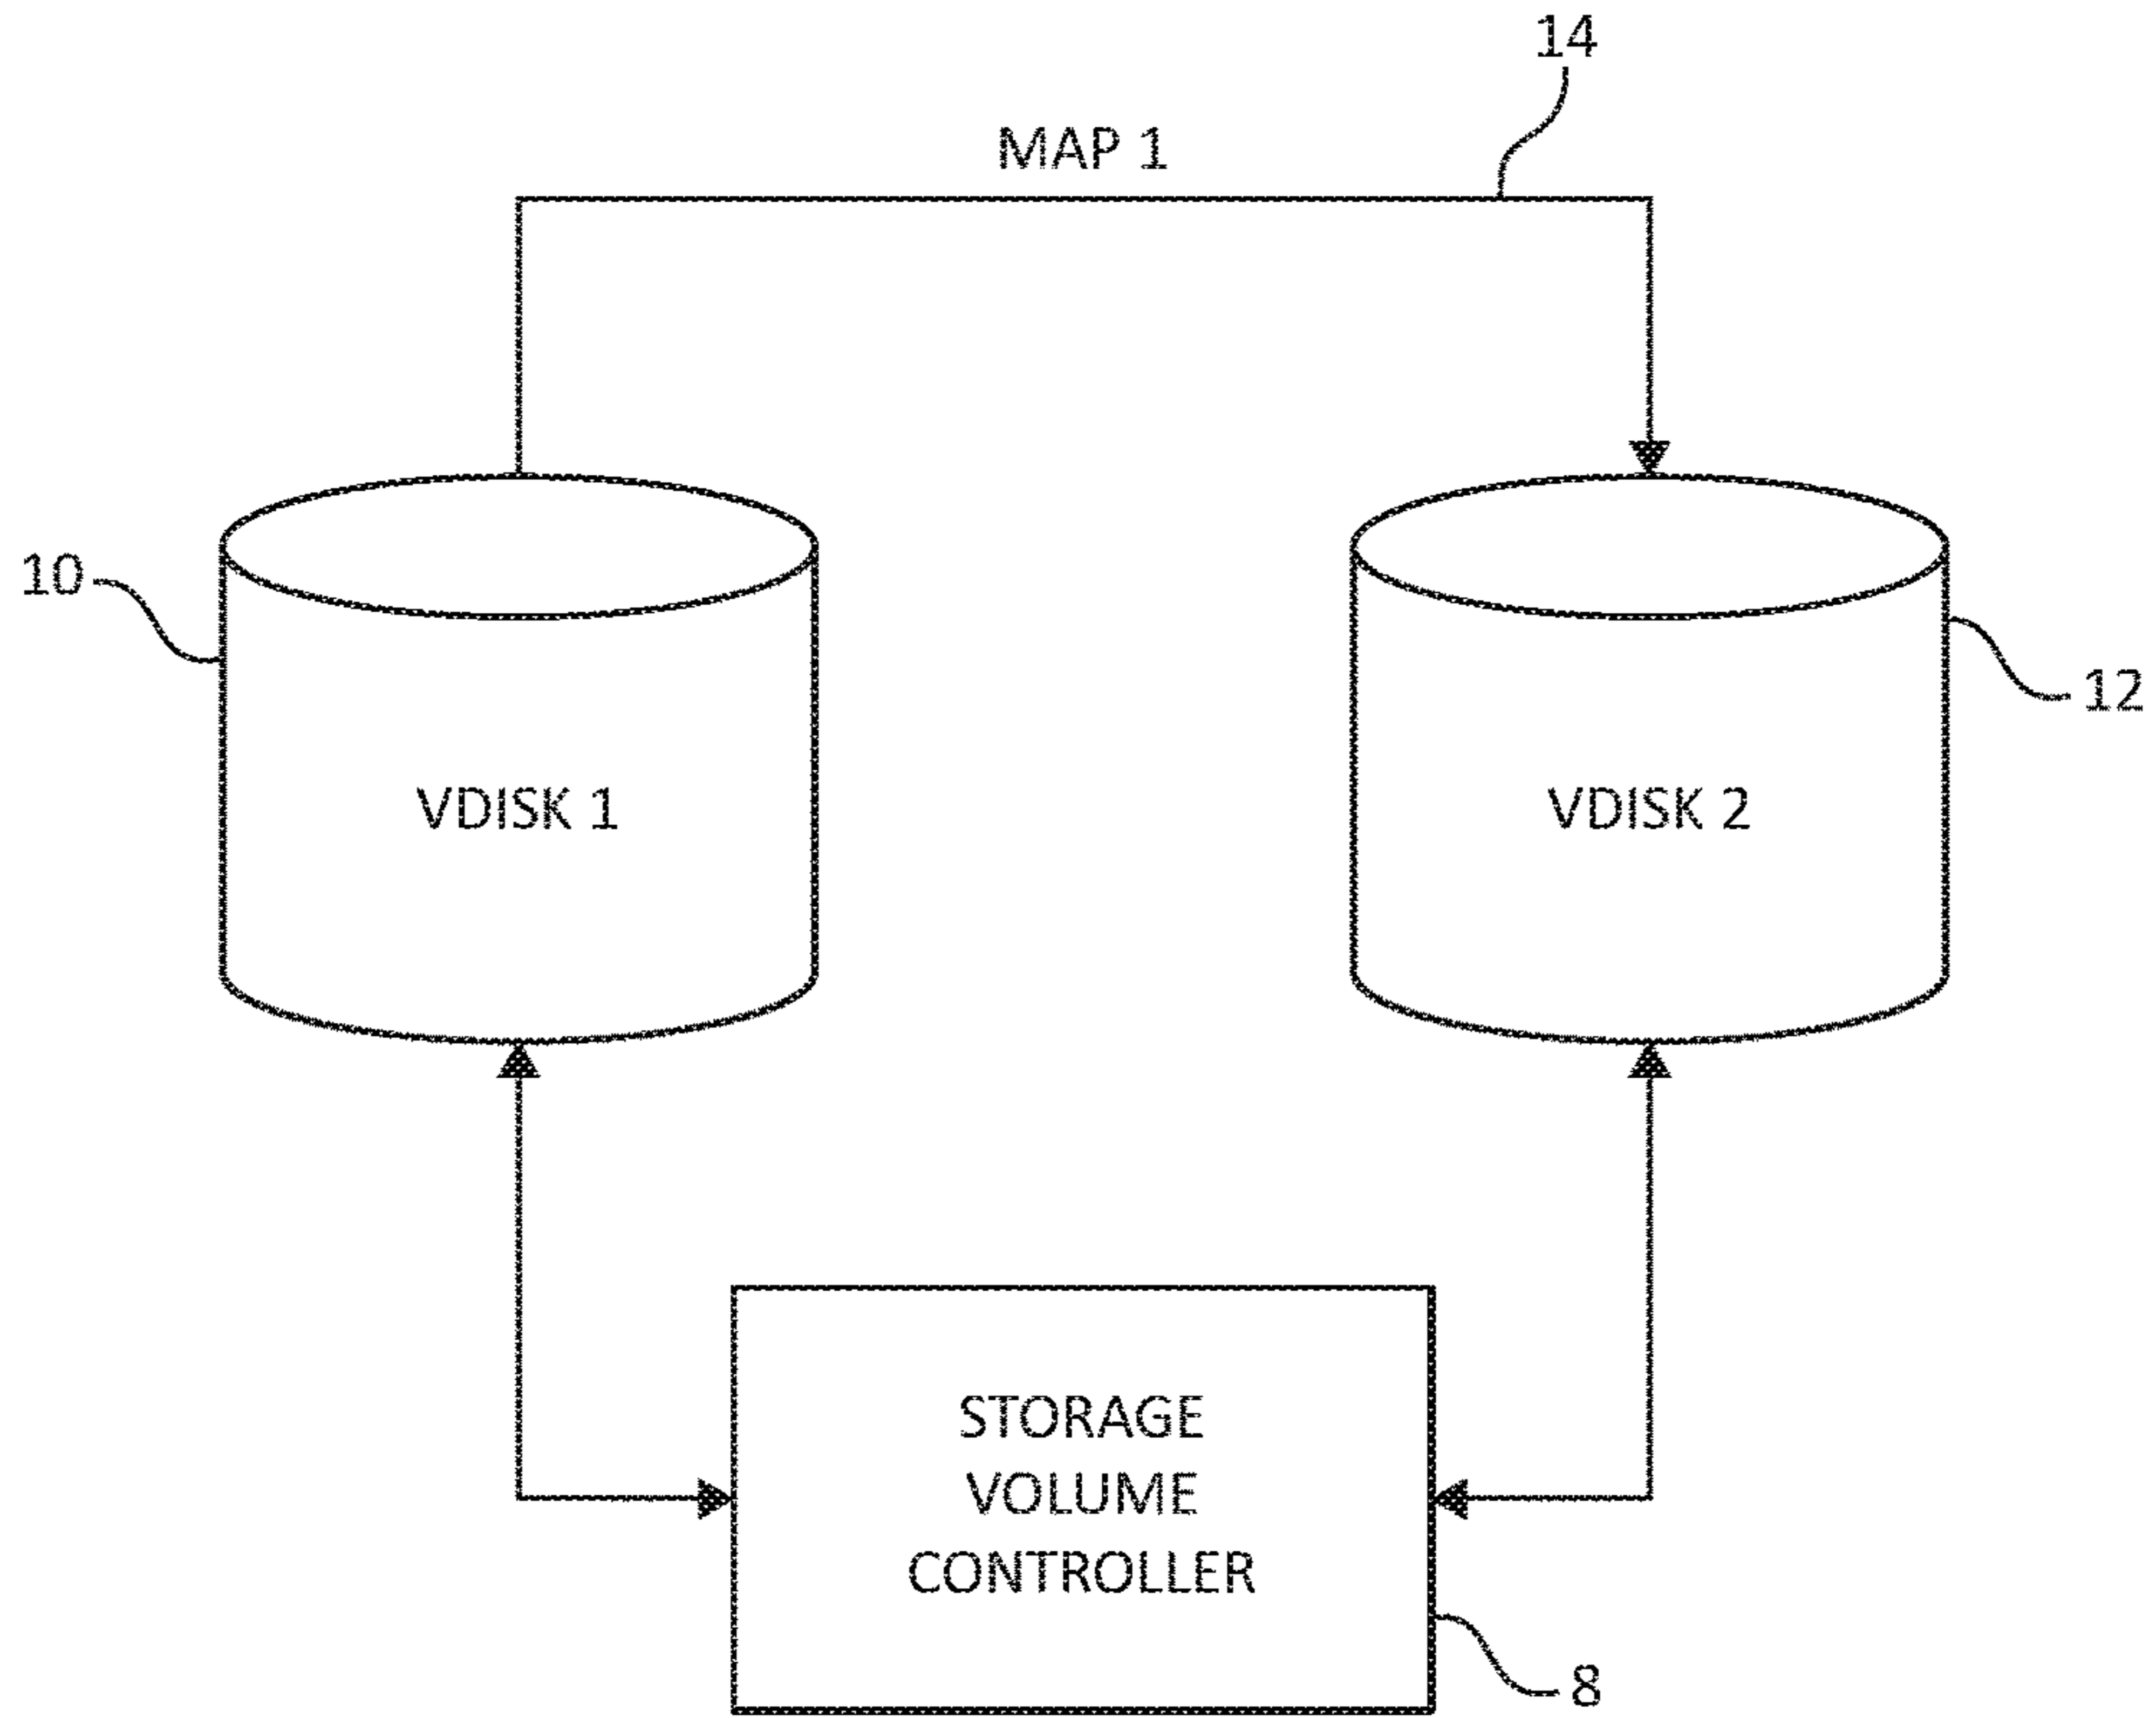 14
MAP 1
10
12
VDISK 1
VDISK 2
STORAGE
VOLUME
CONTROLLER
8